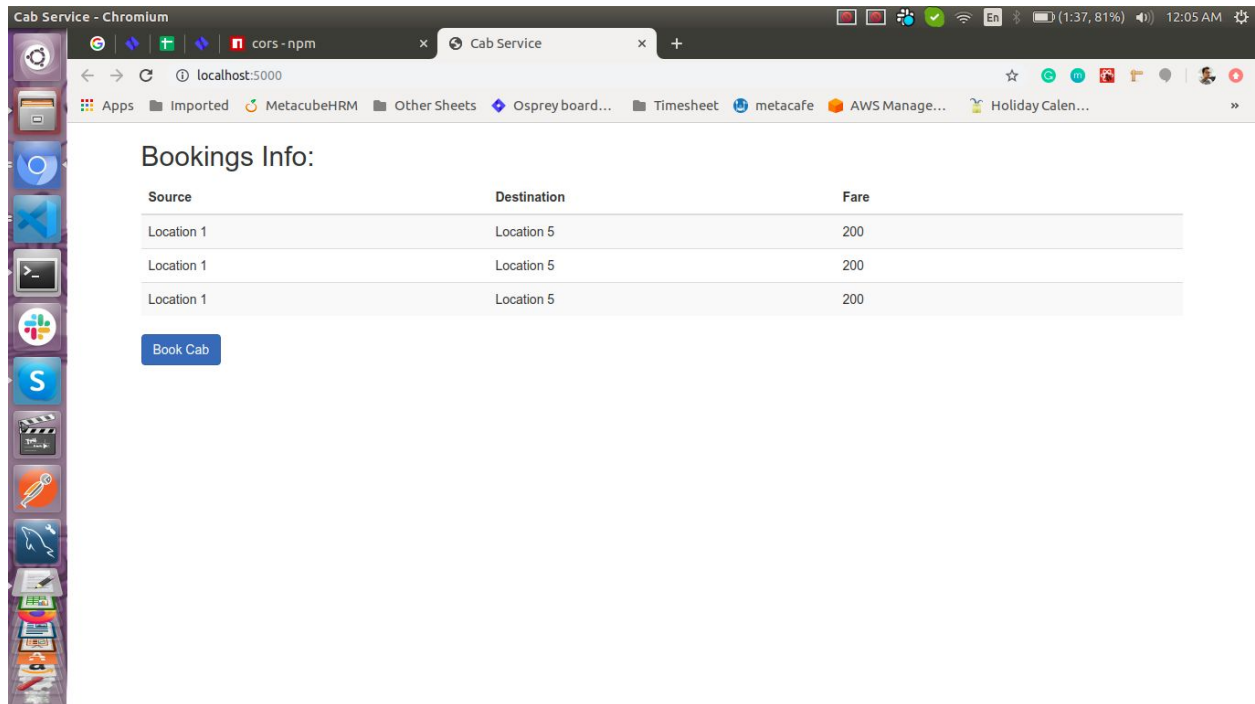 Cab Service - Chromium
En (1:37, 81%) 12:05 AM
cors - npm × Cab Service × +
localhost:5000
Apps Imported MetacubeHRM Other Sheets Osprey board... Timesheet metacafe AWS Manage... Holiday Calen... »
Bookings Info:
Source Destination Fare
Location 1 Location 5 200
Location 1 Location 5 200
Location 1 Location 5 200
Book Cab